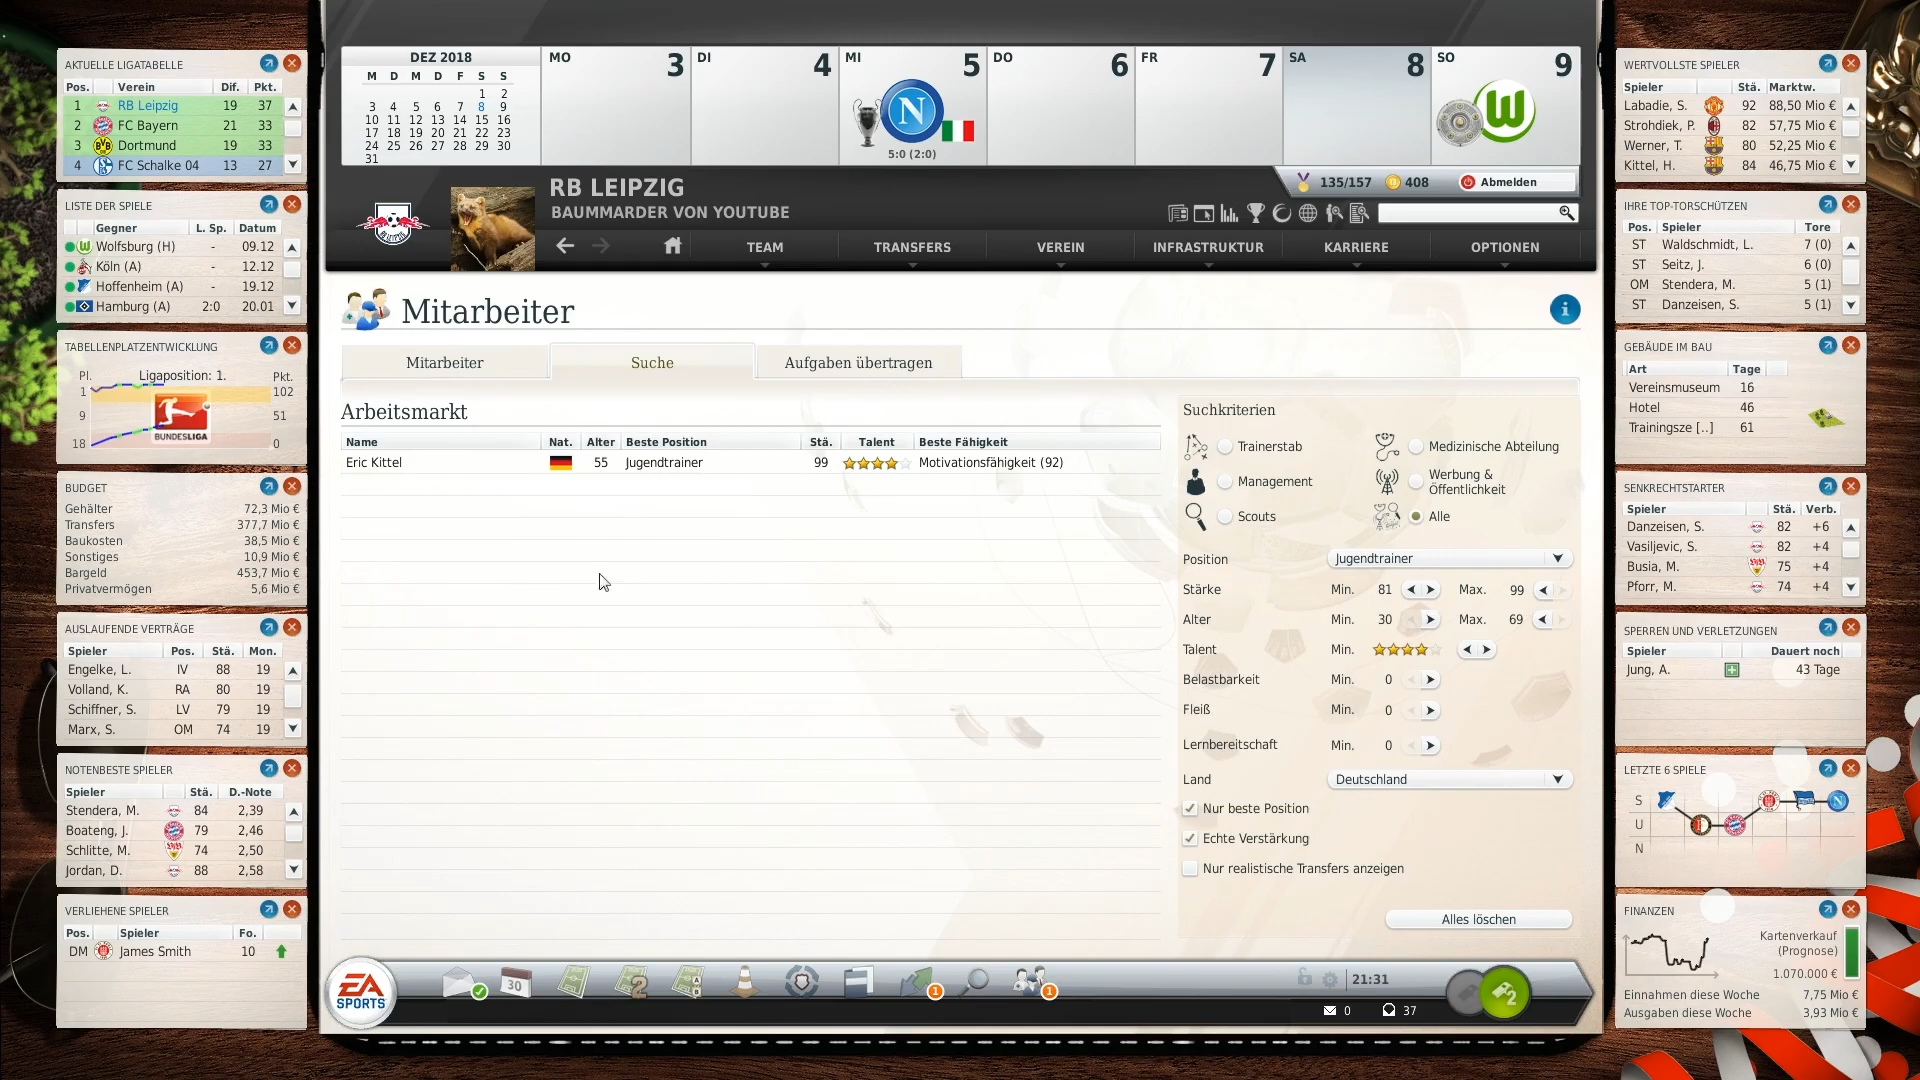 AKTUELLE LIGATABELLE
Pos. Verein Dif. Pkt.
1 RB Leipzig 19 37
2 FC Bayern 21 33
3 Dortmund 19 33
4 FC Schalke 04 13 27
LISTE DER SPIELE
Gegner L. Sp. Datum
Wolfsburg (H) - 09.12
Köln (A) - 12.12
Hoffenheim (A) - 19.12
Hamburg (A) 2:0 20.01
TABELLENPLATZENTWICKLUNG
Pl. Ligaposition: 1. Pkt.
1 102
9 51
18 0
BUNDESLIGA
BUDGET
Gehälter 72,3 Mio €
Transfers 377,7 Mio €
Baukosten 38,5 Mio €
Sonstiges 10,9 Mio €
Bargeld 453,7 Mio €
Privatvermögen 5,6 Mio €
AUSLAUFENDE VERTRÄGE
Spieler Pos. Stä. Mon.
Engelke, L. IV 88 19
Volland, K. RA 80 19
Schiffner, S. LV 79 19
Marx, S. OM 74 19
NOTENBESTE SPIELER
Spieler Stä. D.-Note
Stendera, M. 84 2,39
Boateng, J. 79 2,46
Schlitte, M. 74 2,50
Jordan, D. 88 2,58
VERLIEHENE SPIELER
Pos. Spieler Fo.
DM James Smith 10
DEZ 2018
M D M D F S S
1 2
3 4 5 6 7 8 9
10 11 12 13 14 15 16
17 18 19 20 21 22 23
24 25 26 27 28 29 30
31
MO 3 DI 4 MI 5 DO 6 FR 7 SA 8 SO 9
N
W
5:0 (2:0)
135/157 408 Abmelden
RB LEIPZIG
BAUMMARDER VON YOUTUBE
TEAM TRANSFERS VEREIN INFRASTRUKTUR KARRIERE OPTIONEN
Mitarbeiter
i
Mitarbeiter Suche Aufgaben übertragen
Arbeitsmarkt
Name Nat. Alter Beste Position Stä. Talent Beste Fähigkeit
Eric Kittel 55 Jugendtrainer 99 Motivationsfähigkeit (92)
Suchkriterien
Trainerstab Medizinische Abteilung
Management Werbung &
Öffentlichkeit
Scouts Alle
Position Jugendtrainer
Stärke Min. 81 Max. 99
Alter Min. 30 Max. 69
Talent Min.
Belastbarkeit Min. 0
Fleiß Min. 0
Lernbereitschaft Min. 0
Land Deutschland
Nur beste Position
Echte Verstärkung
Nur realistische Transfers anzeigen
Alles löschen
EA
SPORTS
30
2
1
1
21:31
2
0 37
WERTVOLLSTE SPIELER
Spieler Stä. Marktw.
Labadie, S. 92 88,50 Mio €
Strohdiek, P. 82 57,75 Mio €
Werner, T. 80 52,25 Mio €
Kittel, H. 84 46,75 Mio €
IHRE TOP-TORSCHÜTZEN
Pos. Spieler Tore
ST Waldschmidt, L. 7 (0)
ST Seitz, J. 6 (0)
OM Stendera, M. 5 (1)
ST Danzeisen, S. 5 (1)
GEBÄUDE IM BAU
Art Tage
Vereinsmuseum 16
Hotel 46
Trainingsze [..] 61
SENKRECHTSTARTER
Spieler Stä. Verb.
Danzeisen, S. 82 +6
Vasiljevic, S. 82 +4
Busia, M. 75 +4
Pforr, M. 74 +4
SPERREN UND VERLETZUNGEN
Spieler Dauert noch
Jung, A. 43 Tage
LETZTE 6 SPIELE
S
U
N
FINANZEN
Kartenverkauf
(Prognose)
1.070.000 €
Einnahmen diese Woche 7,75 Mio €
Ausgaben diese Woche 3,93 Mio €